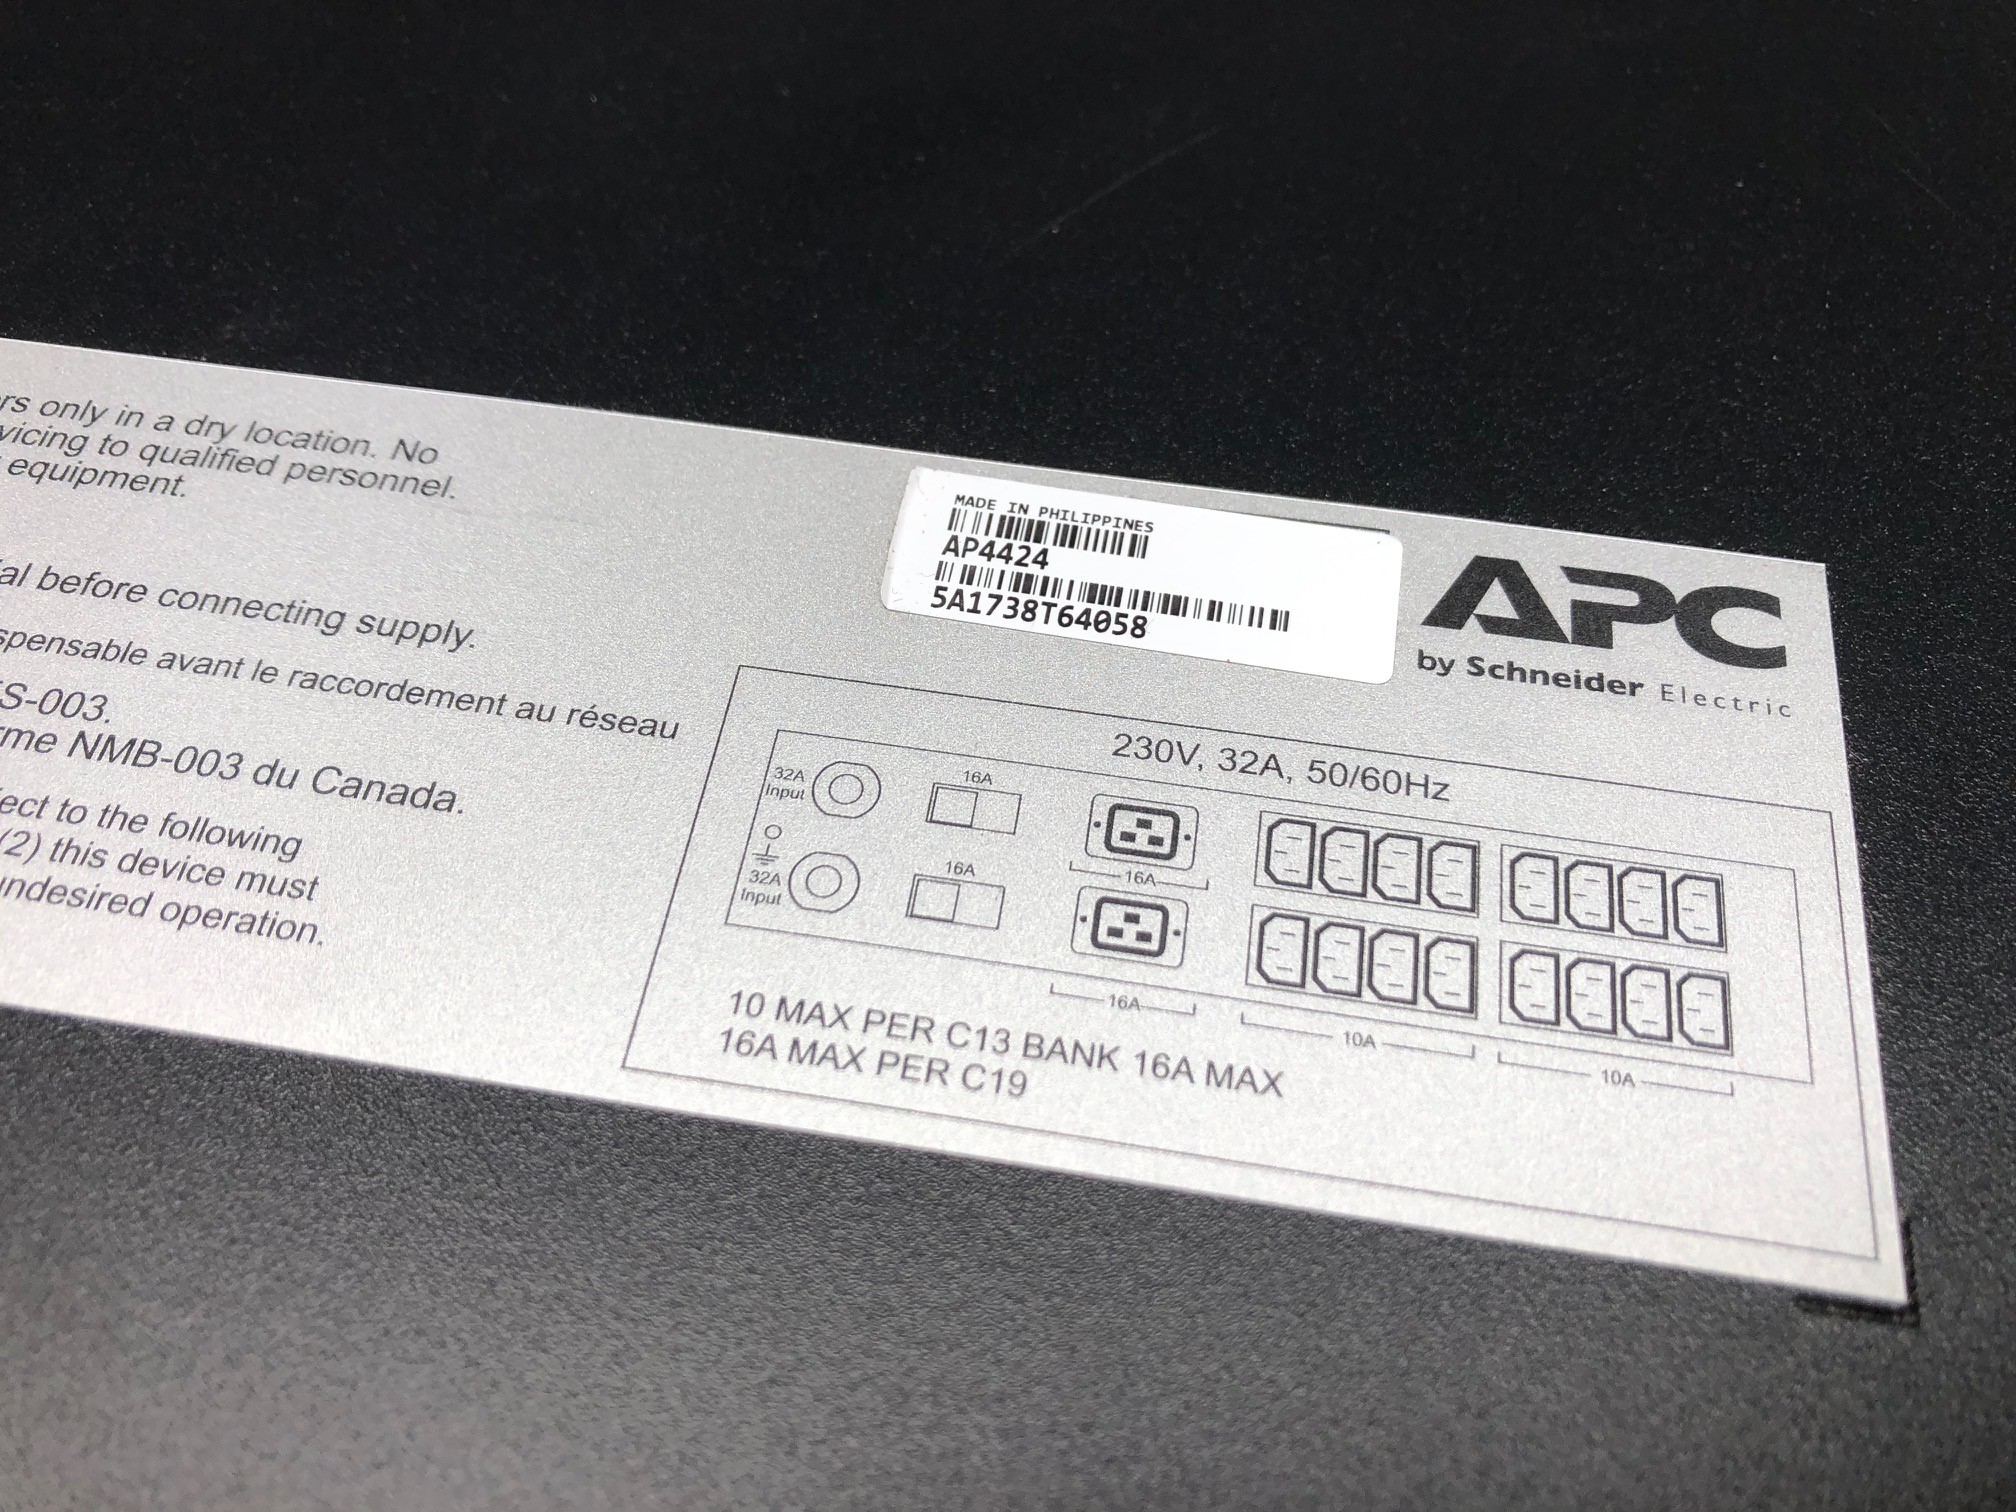 rs only in a dry location. No
vicing to qualified personnel.
equipment.
al before connecting supply.
spensable avant le raccordement au réseau
S-003.
rme NMB-003 du Canada.
ect to the following
(2) this device must
undesired operation.
MADE IN PHILIPPINES
AP4424
5A1738T64058
APC
by Schneider Electric
230V, 32A, 50/60Hz
32A
Input
16A
16A
32A
Input
16A
16A
10A
10A
10 MAX PER C13 BANK 16A MAX
16A MAX PER C19